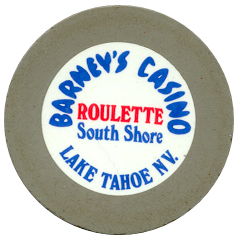 BARNEY'S CASINO
ROULETTE
South Shore
LAKE TAHOE NV.